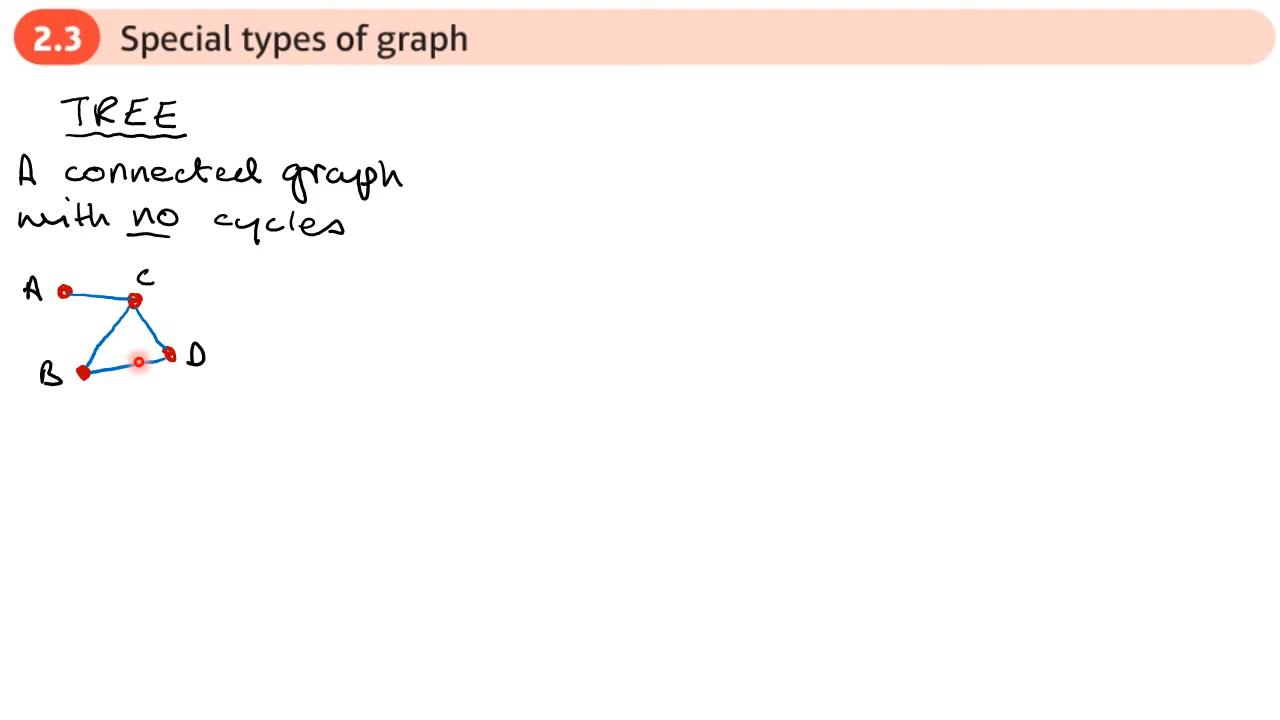 2.3 Special types of graph
TREE
A connected graph
with no cycles
A C
B D